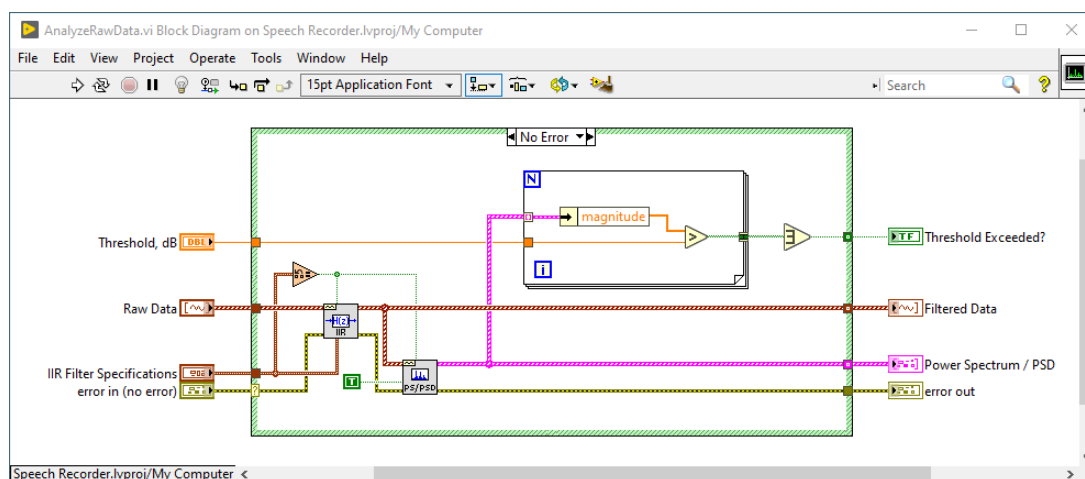 AnalyzeRawData.vi Block Diagram on Speech Recorder.lvproj/My Computer
File Edit View Project Operate Tools Window Help
15pt Application Font
Search
No Error
N
magnitude
Threshold, dB
DBL
>
TF
Threshold Exceeded?
i
Raw Data
H(z)
IIR
Filtered Data
IIR Filter Specifications
T
PS/PSD
Power Spectrum / PSD
error in (no error)
?
error out
Speech Recorder.lvproj/My Computer